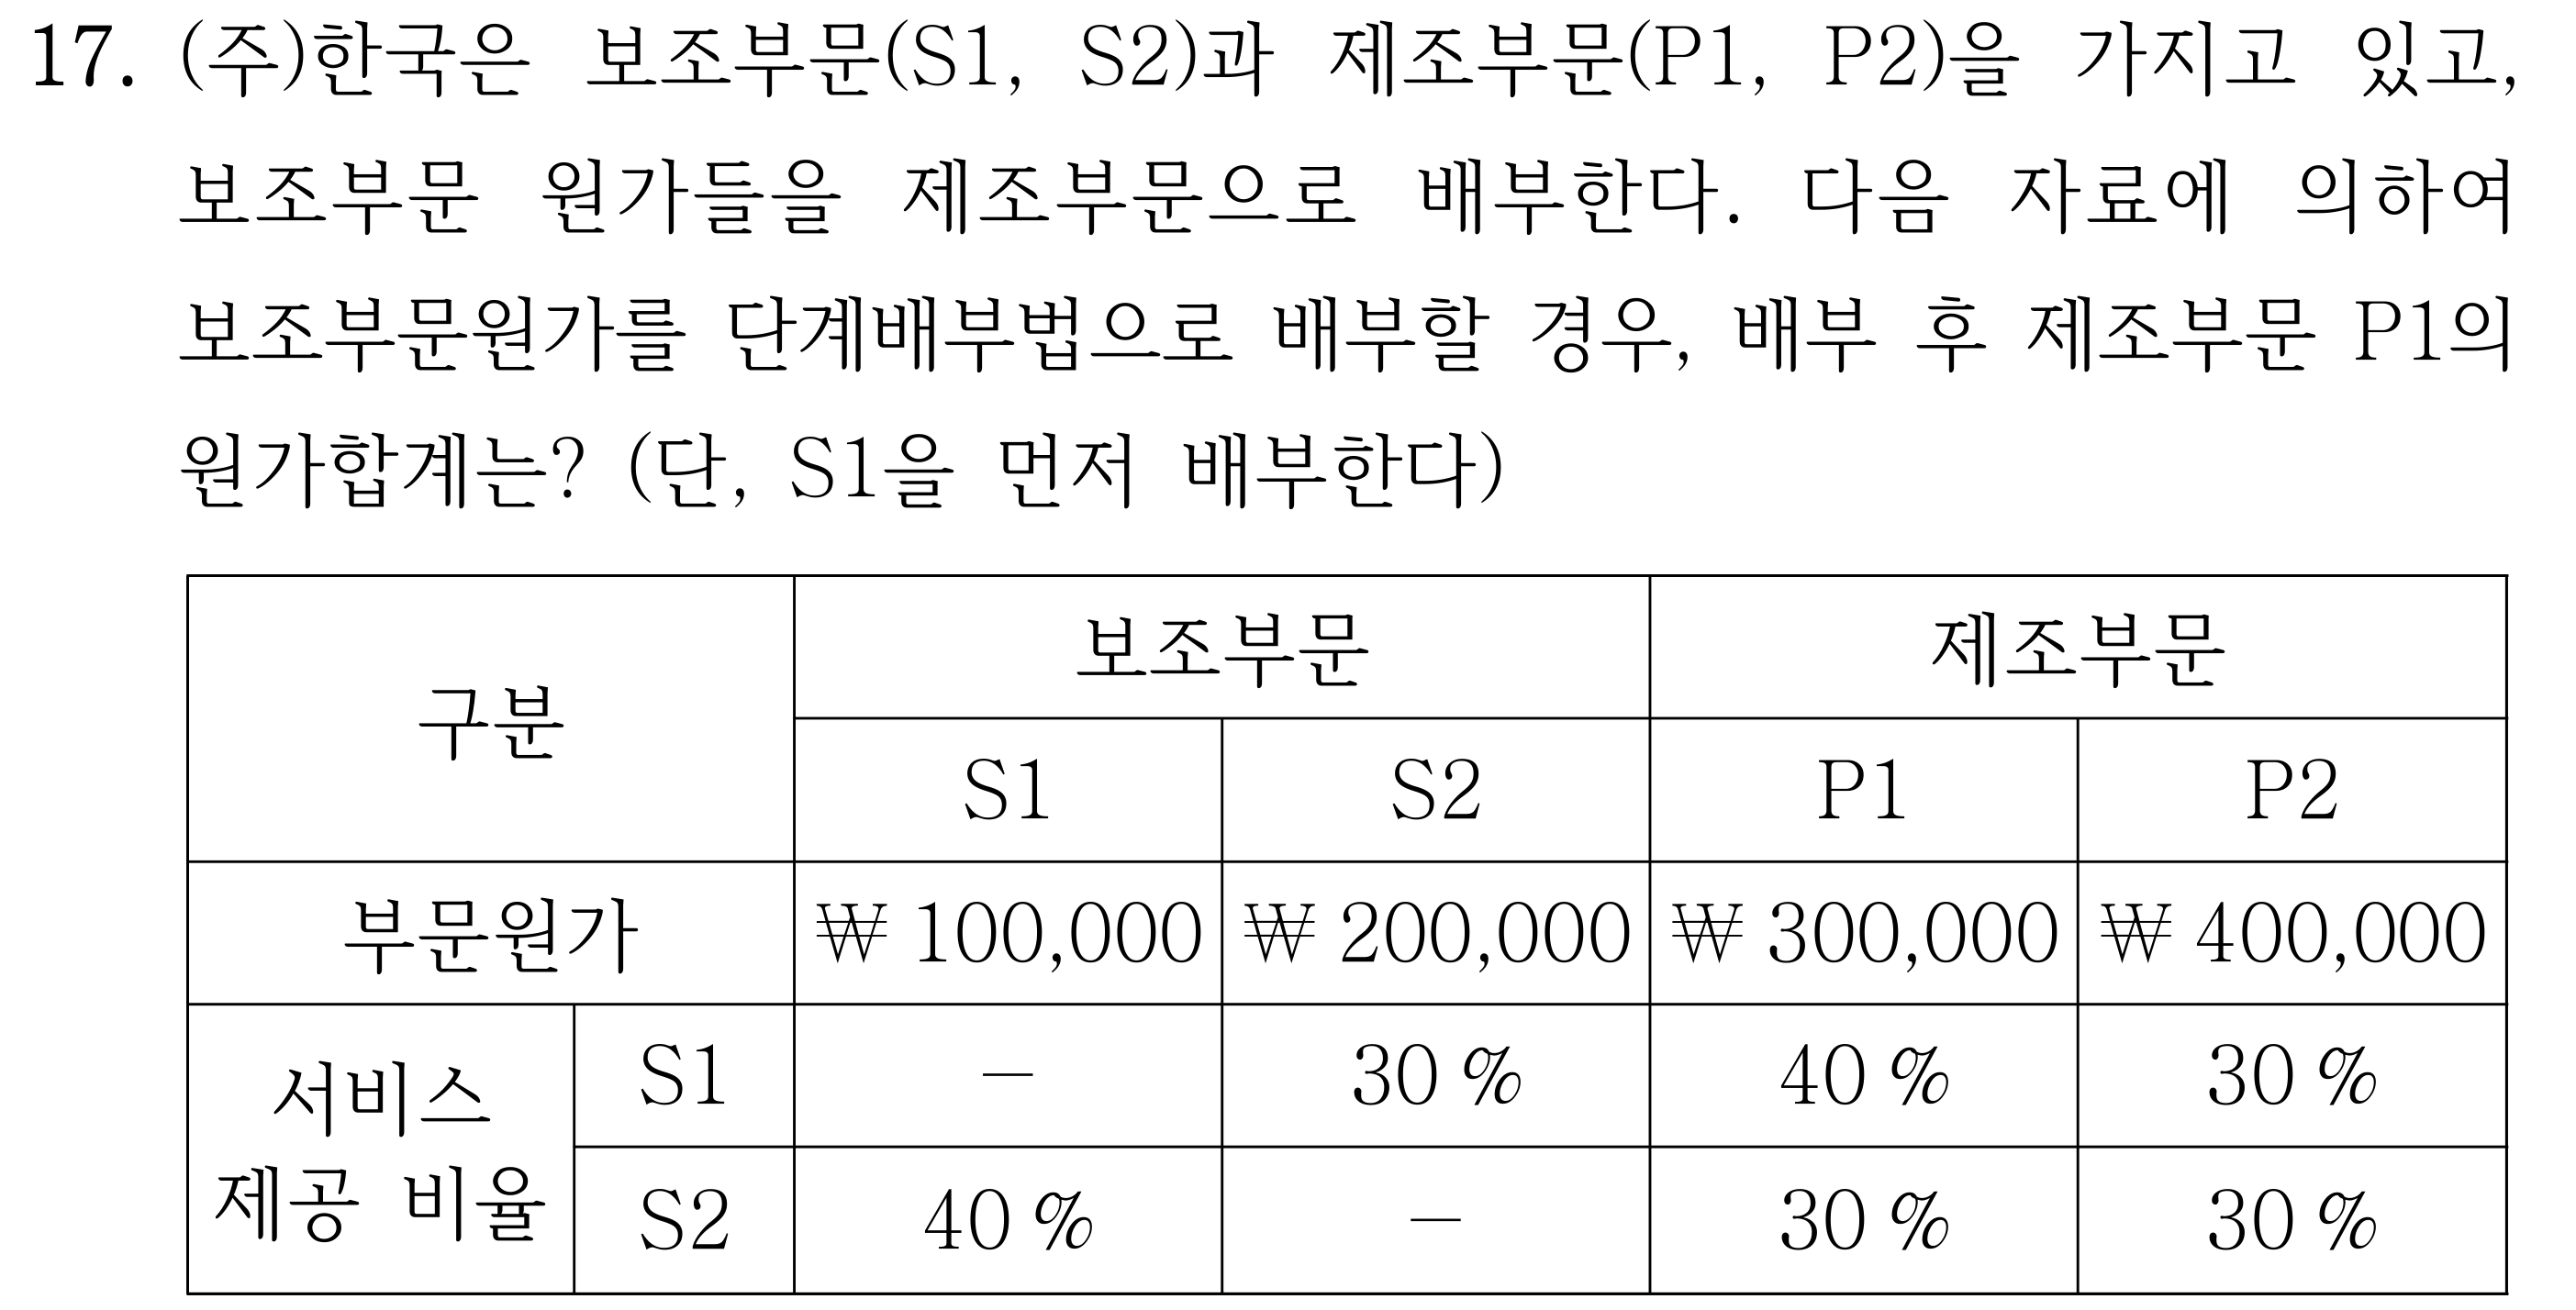 17. (주)한국은 보조부문(S1, S2)과 제조부문(P1, P2)을 가지고 있고,
보조부문 원가들을 제조부문으로 배부한다. 다음 자료에 의하여
보조부문원가를 단계배부법으로 배부할 경우, 배부 후 제조부문 P1의
원가합계는? (단, S1을 먼저 배부한다)
구분 보조부문 제조부문
S1 S2 P1 P2
부문원가 ₩ 100,000 ₩ 200,000 ₩ 300,000 ₩ 400,000
서비스
제공 비율
S1 – 30 % 40 % 30 %
S2 40 % – 30 % 30 %